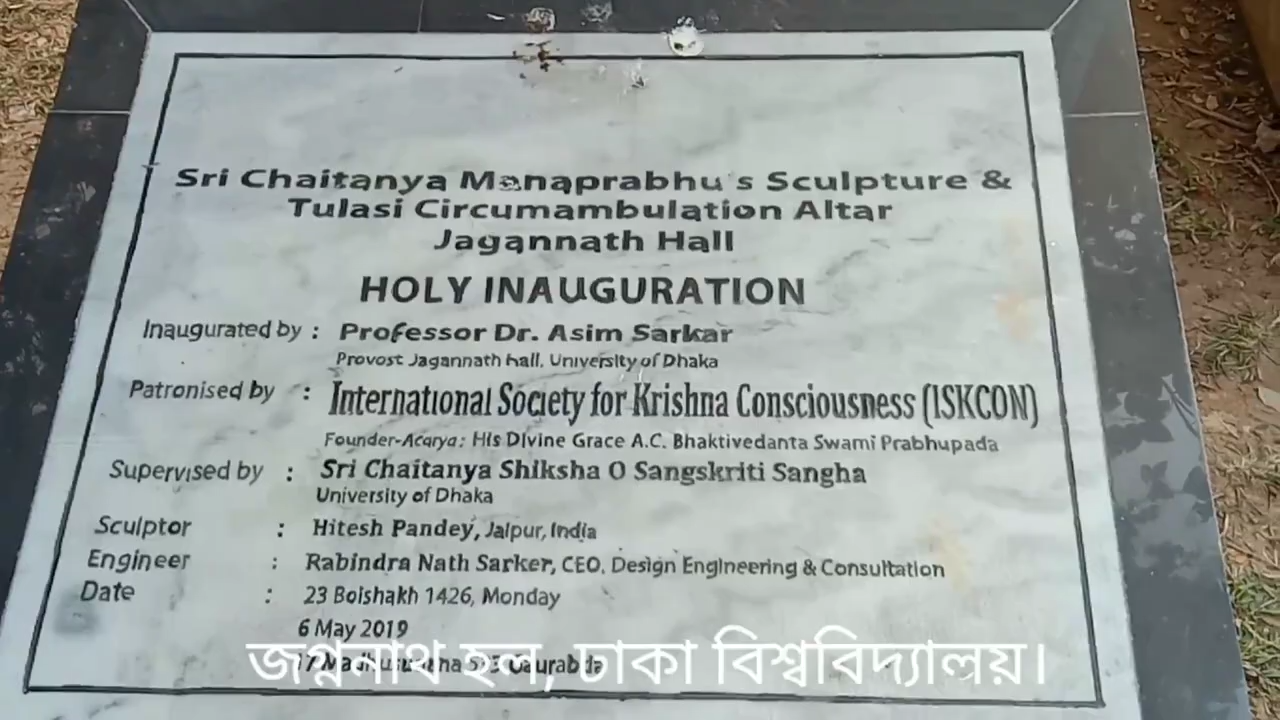 Sri Chaitanya Mahaprabhu's Sculpture &
Tulasi Circumambulation Altar
Jagannath Hall
HOLY INAUGURATION
Inaugurated by : Professor Dr. Asim Sarkar
Provost Jagannath hall, University of Dhaka
Patronised by : International Society for Krishna Consciousness (ISKCON)
Founder-Acarya: His Divine Grace A.C. Bhaktivedanta Swami Prabhupada
Supervised by : Sri Chaitanya Shiksha O Sangskriti Sangha
University of Dhaka
Sculptor : Hitesh Pandey, Jaipur, India
Engineer : Rabindra Nath Sarker, CEO, Design Engineering & Consultation
Date : 23 Boishakh 1426, Monday
6 May 2019
Gaurabda
জগন্নাথ হল, ঢাকা বিশ্ববিদ্যালয়।